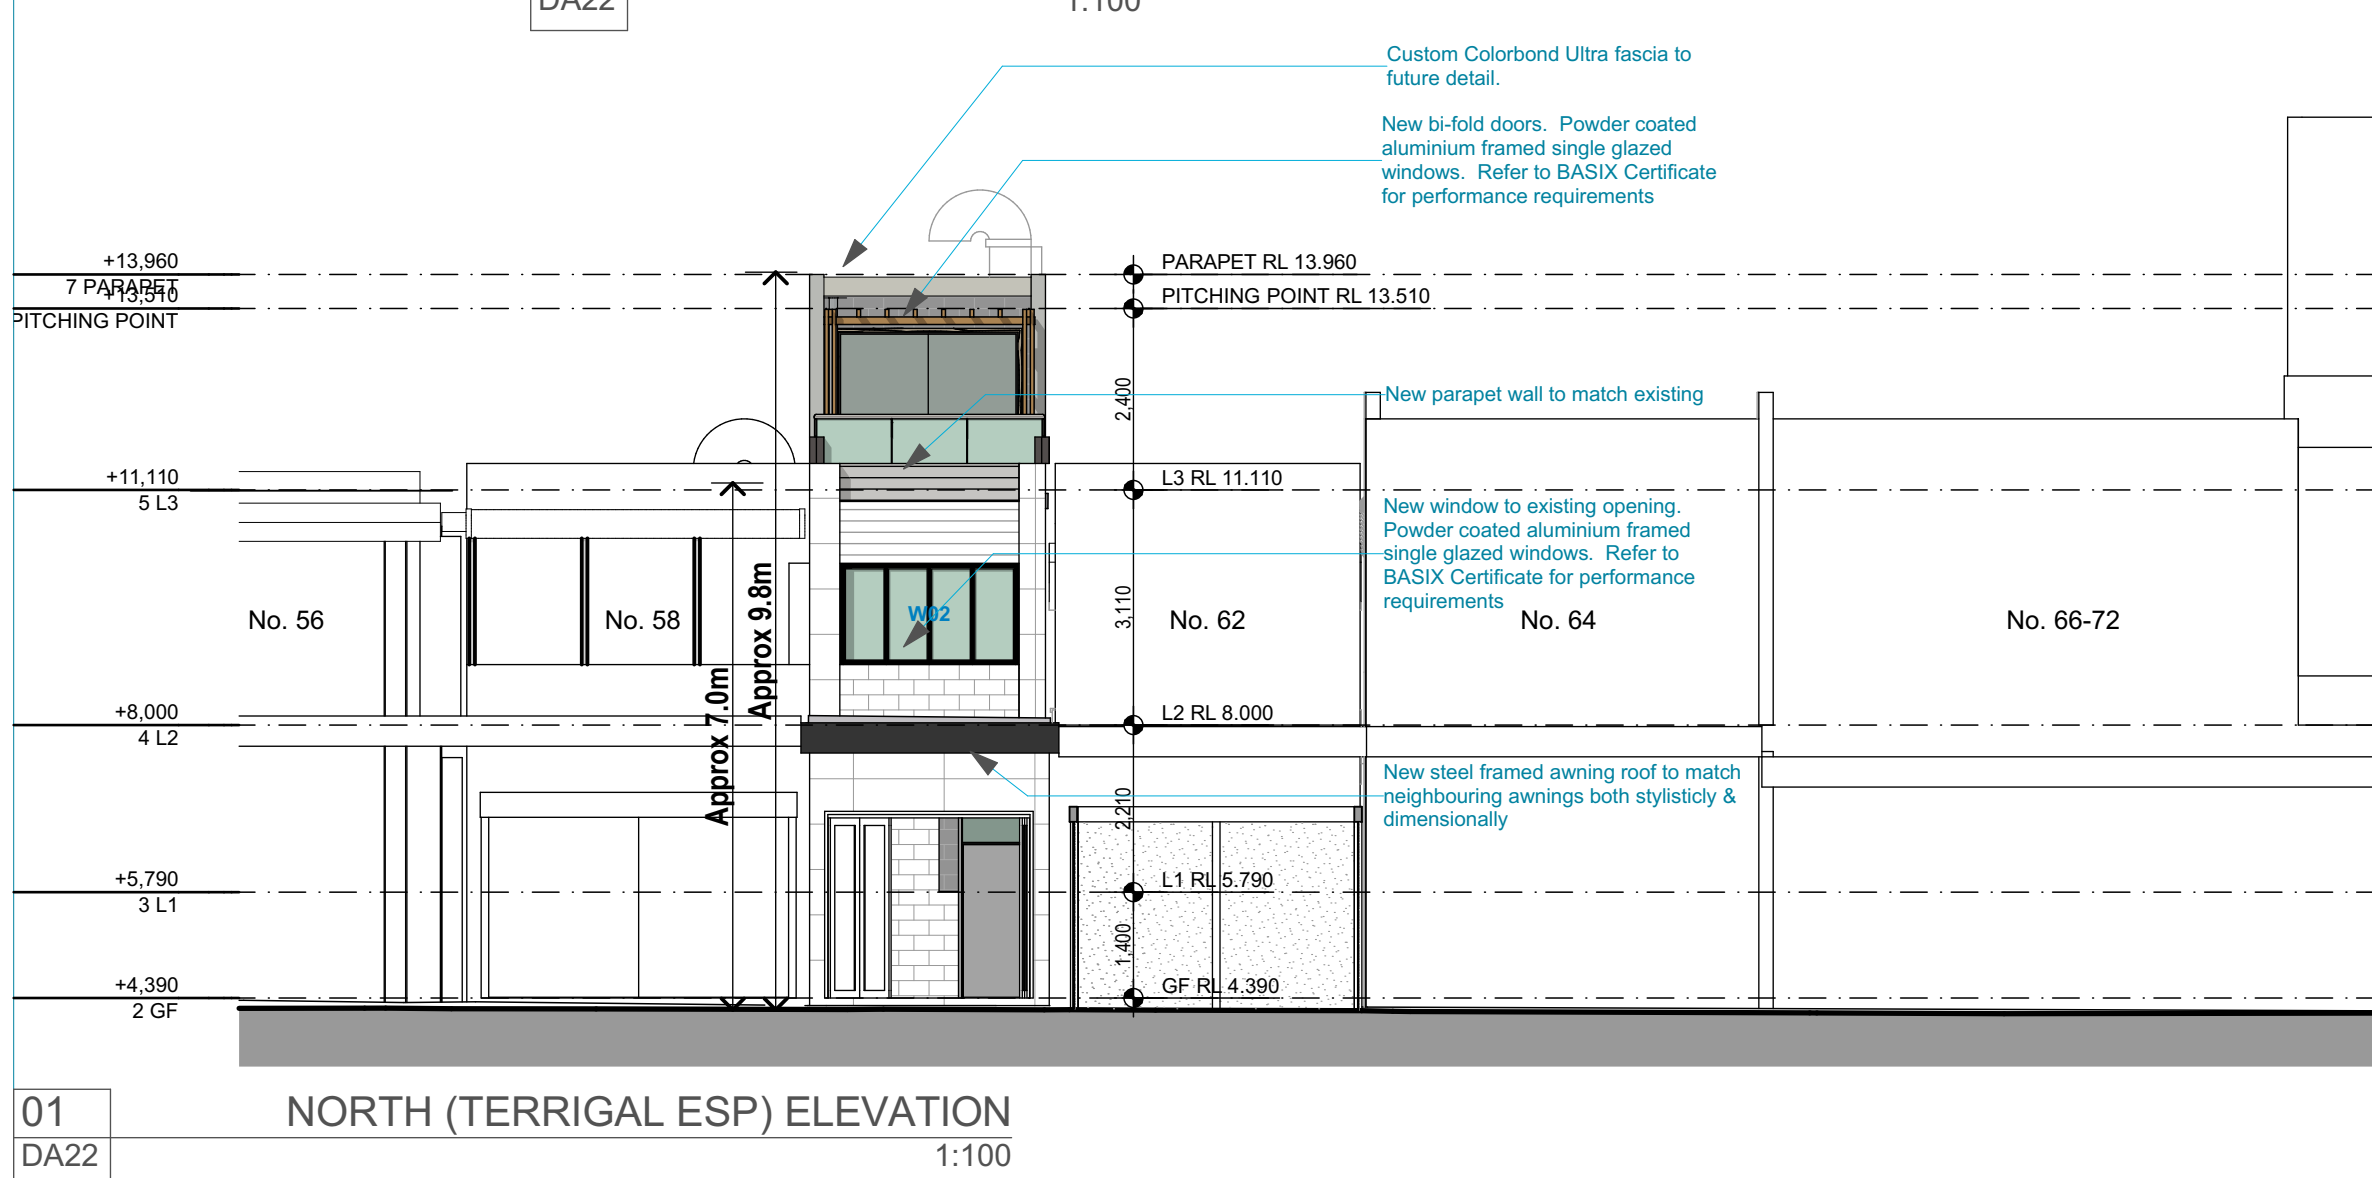 DA22
1:100
Custom Colorbond Ultra fascia to
future detail.
New bi-fold doors.  Powder coated
aluminium framed single glazed
windows.  Refer to BASIX Certificate
for performance requirements
+13,960
7 PARAPET
+13,510
PITCHING POINT
PARAPET RL 13.960
PITCHING POINT RL 13.510
2,400
New parapet wall to match existing
+11,110
5 L3
L3 RL 11.110
New window to existing opening.
Powder coated aluminium framed
single glazed windows.  Refer to
BASIX Certificate for performance
requirements
W02
3,110
Approx 9.8m
Approx 7.0m
No. 56
No. 58
No. 62
No. 64
No. 66-72
+8,000
4 L2
L2 RL 8.000
New steel framed awning roof to match
neighbouring awnings both stylisticly &
dimensionally
2,210
+5,790
3 L1
L1 RL 5.790
1,400
+4,390
2 GF
GF RL 4.390
01
NORTH (TERRIGAL ESP) ELEVATION
DA22
1:100